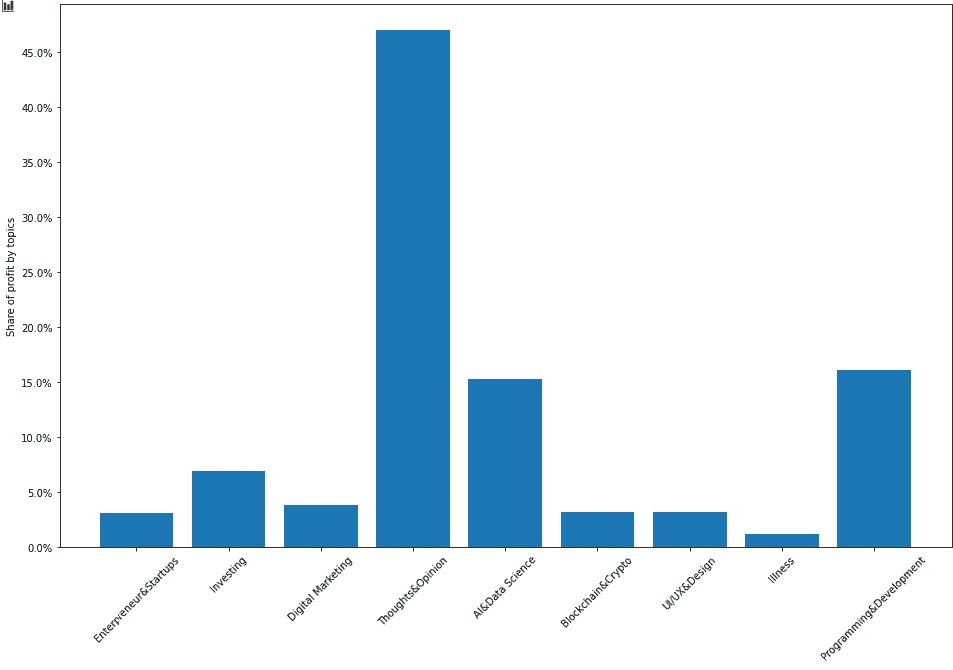 Share of profit by topics
45.0%
40.0%
35.0%
30.0%
25.0%
20.0%
15.0%
10.0%
5.0%
0.0%
Enterpreneur&Startups
Investing
Digital Marketing
Thoughts&Opinion
AI&Data Science
Blockchain&Crypto
UI/UX&Design
Illness
Programming&Development